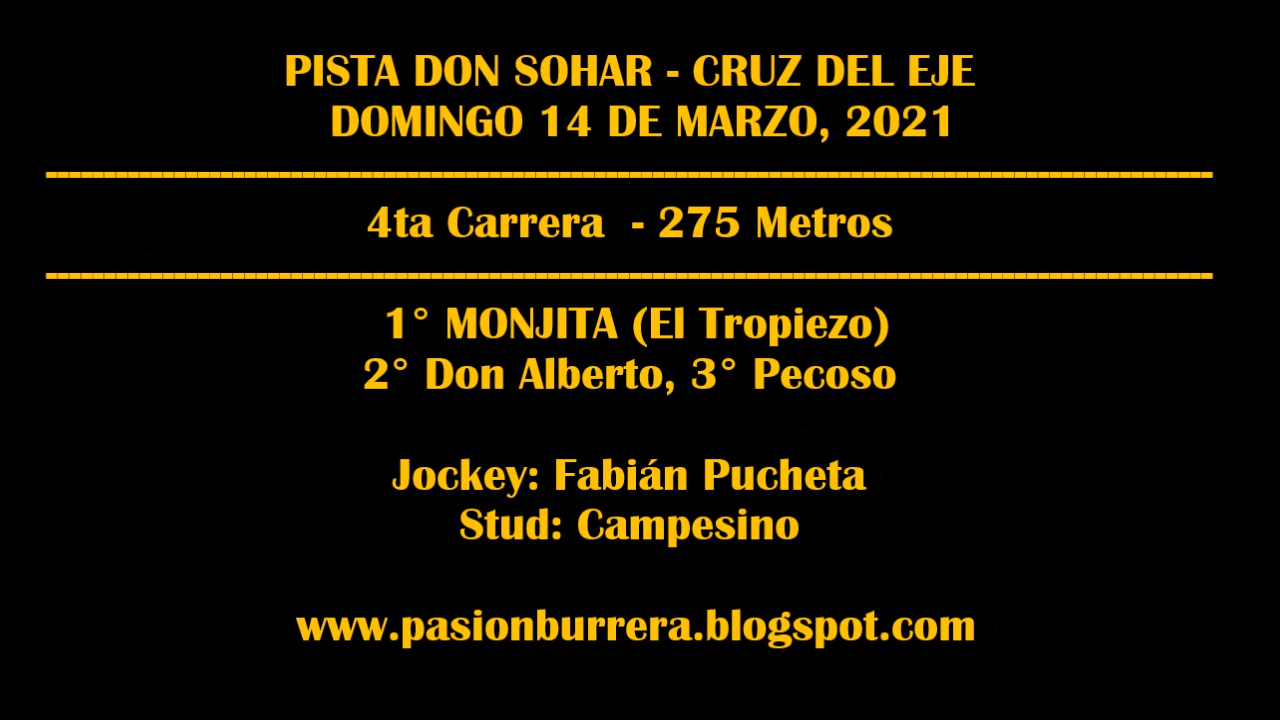 PISTA DON SOHAR - CRUZ DEL EJE
DOMINGO 14 DE MARZO, 2021
4ta Carrera - 275 Metros
1° MONJITA (El Tropiezo)
2° Don Alberto, 3° Pecoso
Jockey: Fabián Pucheta
Stud: Campesino
www.pasionburrera.blogspot.com